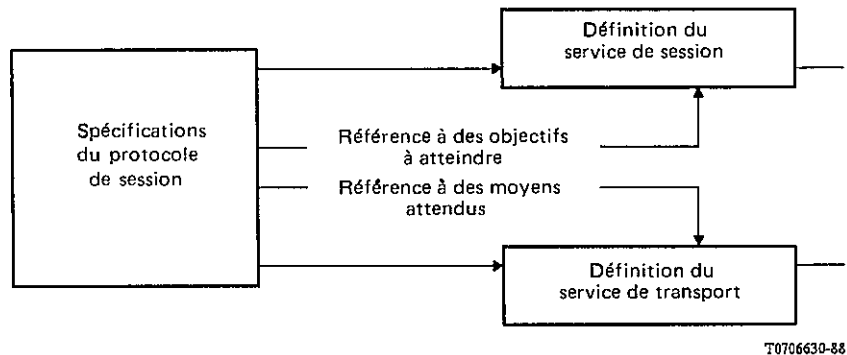 Définition du
service de session
Spécifications
du protocole
de session
Référence à des objectifs
à atteindre
Référence à des moyens
attendus
Définition du
service de transport
T0706630-88